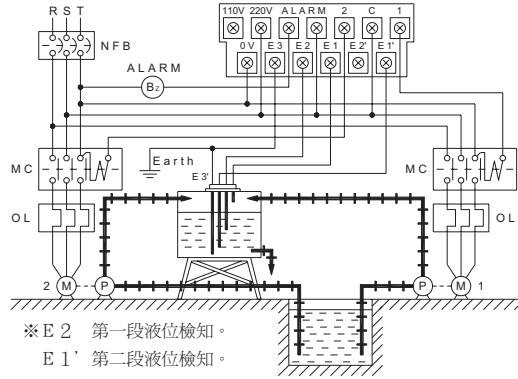 R S T
110V 220V ALARM 2 C 1
0V E3 E2 E1 E2' E1'
NFB
ALARM
Bz
Earth
E3'
MC
MC
OL
OL
2 M P
P M 1
※E2 第一段液位檢知。
E1' 第二段液位檢知。